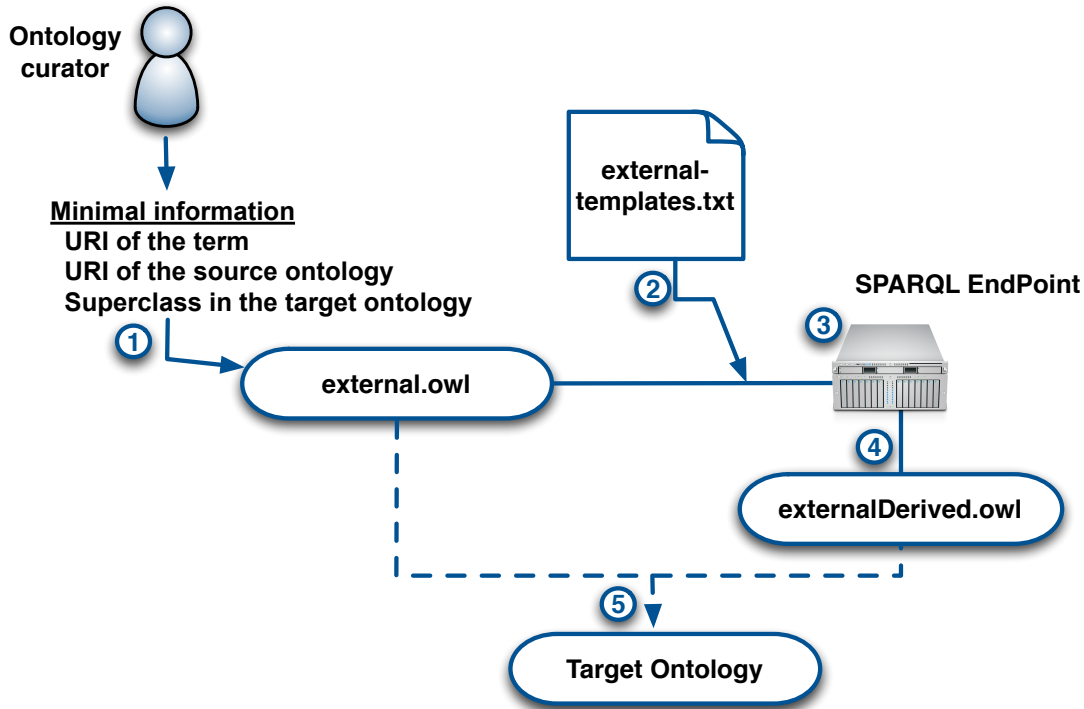 Ontology
curator
Minimal information
URI of the term
URI of the source ontology
Superclass in the target ontology
1
external.owl
external-
templates.txt
2
SPARQL EndPoint
3
4
externalDerived.owl
5
Target Ontology